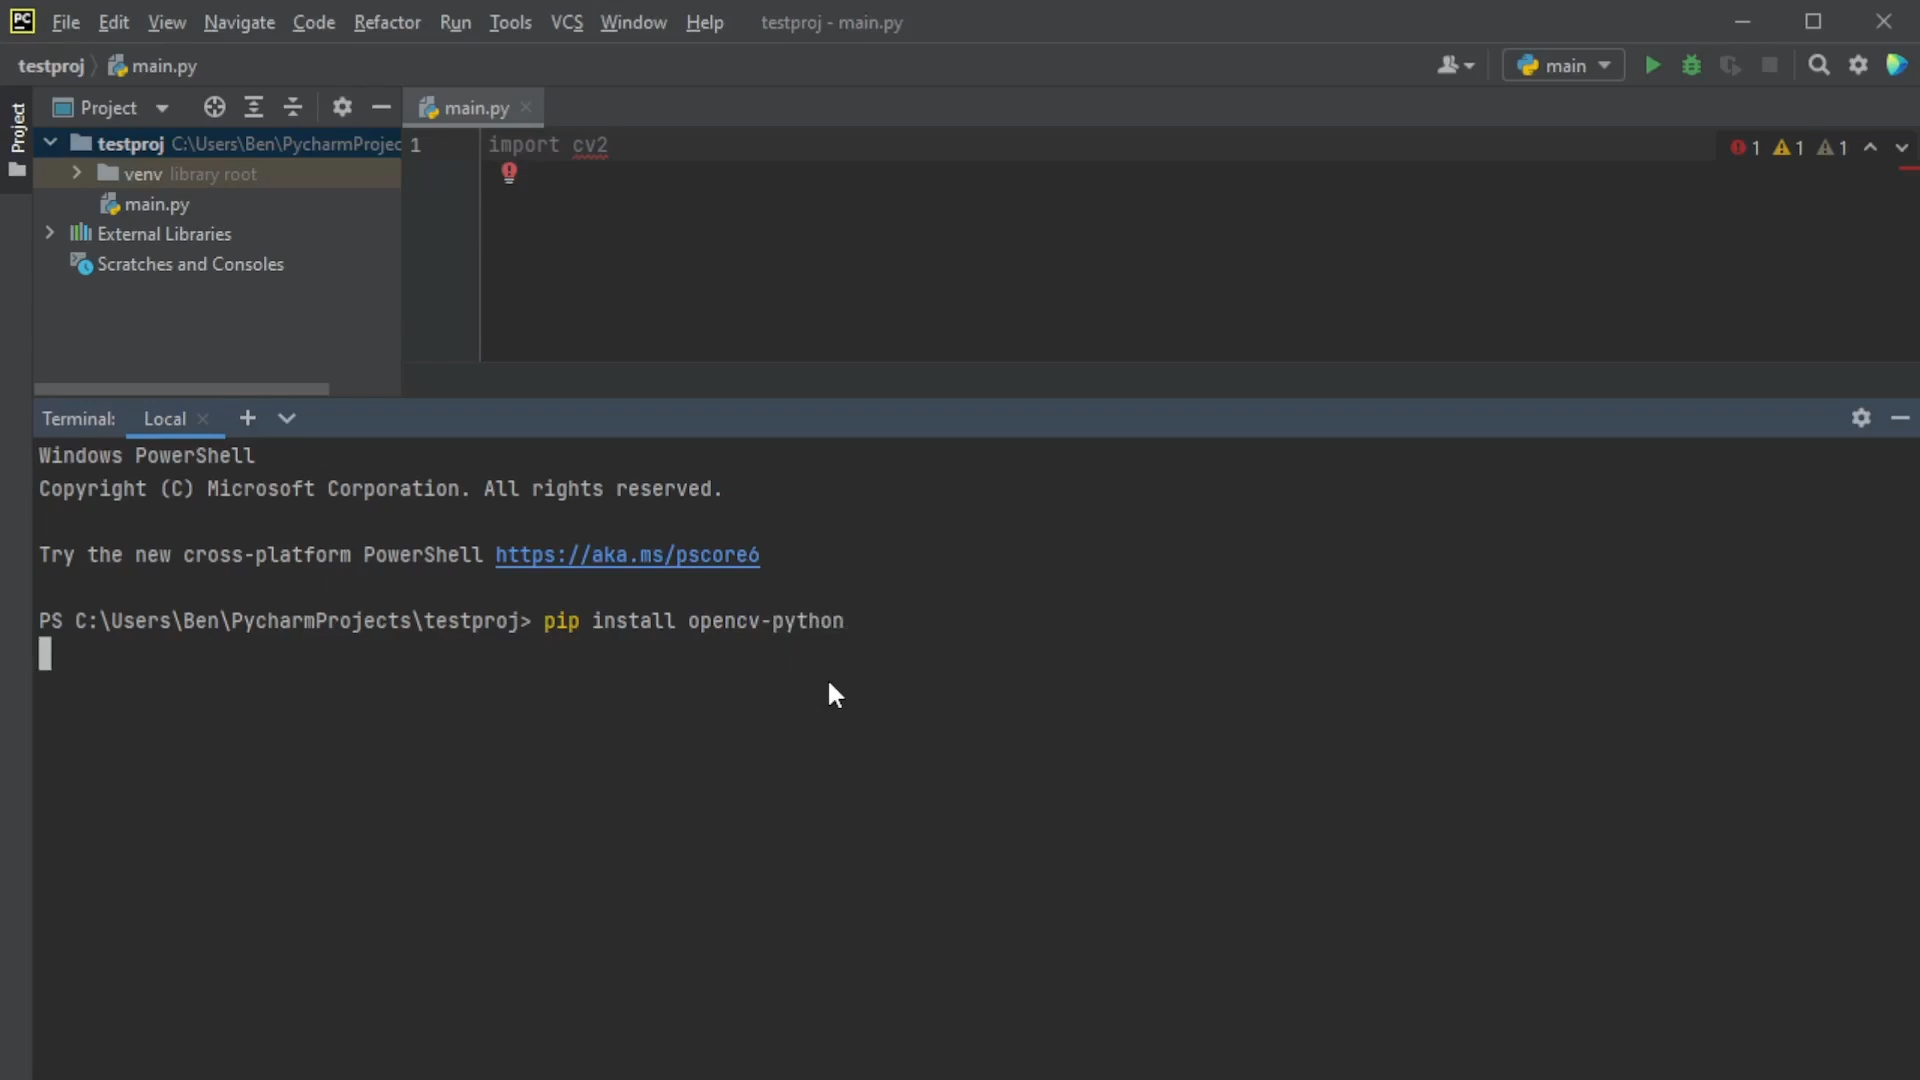 PC File Edit View Navigate Code Refactor Run Tools VCS Window Help testproj - main.py
testproj main.py main
Project
Project main.py
testproj C:\Users\Ben\PycharmProjec
venv library root
main.py
External Libraries
Scratches and Consoles
1 import cv2
1 1 1
Terminal: Local
Windows PowerShell
Copyright (C) Microsoft Corporation. All rights reserved.
Try the new cross-platform PowerShell https://aka.ms/pscore6
PS C:\Users\Ben\PycharmProjects\testproj> pip install opencv-python